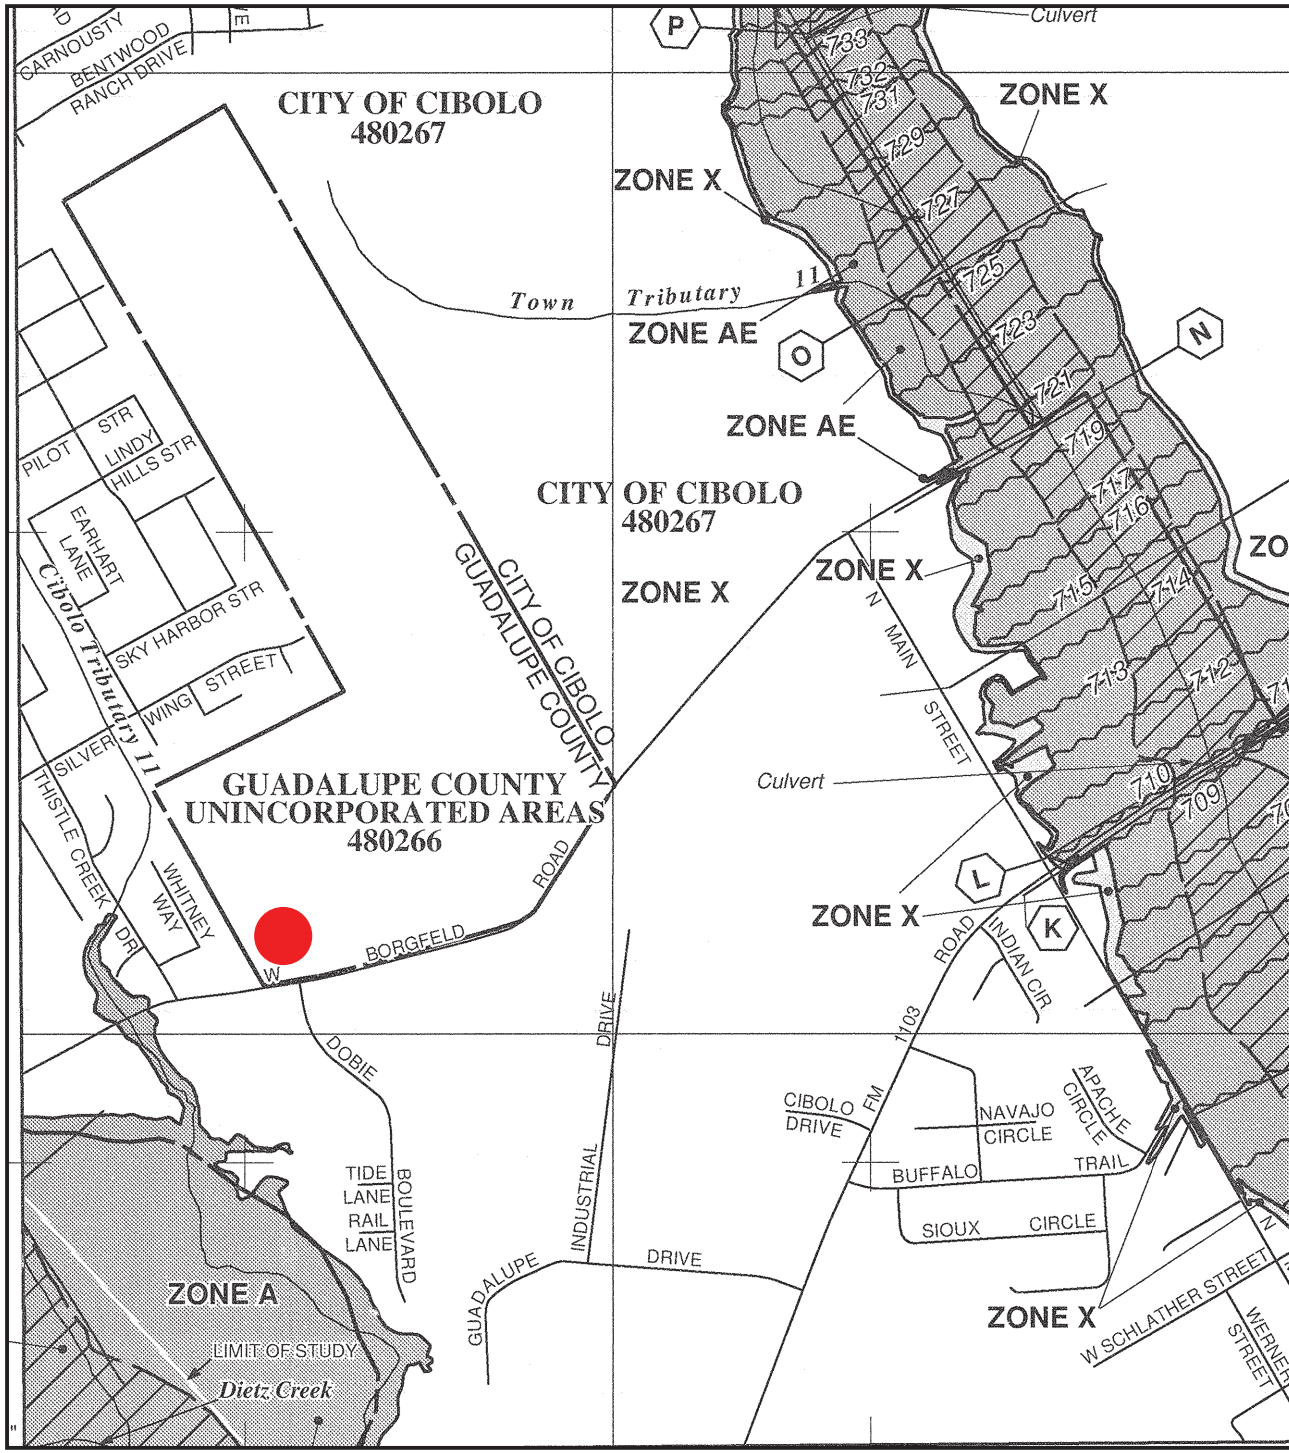 CARNOUSTY
BENTWOOD
RANCH DRIVE
P
Culvert
CITY OF CIBOLO
480267
ZONE X
ZONE X
733
732
731
729
727
725
723
721
719
717
716
715
714
713
712
710
709
Town Tributary 11
ZONE AE
O
N
ZONE AE
PILOT STR
LINDY
HILLS STR
EARHART
LANE
SKY HARBOR STR
SILVER WING STREET
Cibolo Tributary 11
CITY OF CIBOLO
480267
ZONE X
ZONE X
CITY OF CIBOLO
GUADALUPE COUNTY
N MAIN STREET
ZO
Culvert
GUADALUPE COUNTY
UNINCORPORATED AREAS
480266
THISTLE CREEK DR
WHITNEY
WAY
W BORGFELD ROAD
L
ZONE X
K
ROAD
INDIAN CIR
1103
FM
DOBIE
BOULEVARD
INDUSTRIAL DRIVE
CIBOLO
DRIVE
NAVAJO
CIRCLE
APACHE
CIRCLE
BUFFALO TRAIL
SIOUX CIRCLE
TIDE
LANE
RAIL
LANE
GUADALUPE DRIVE
ZONE A
LIMIT OF STUDY
Dietz Creek
ZONE X
N
W SCHLATHER STREET
WERNER
STREET